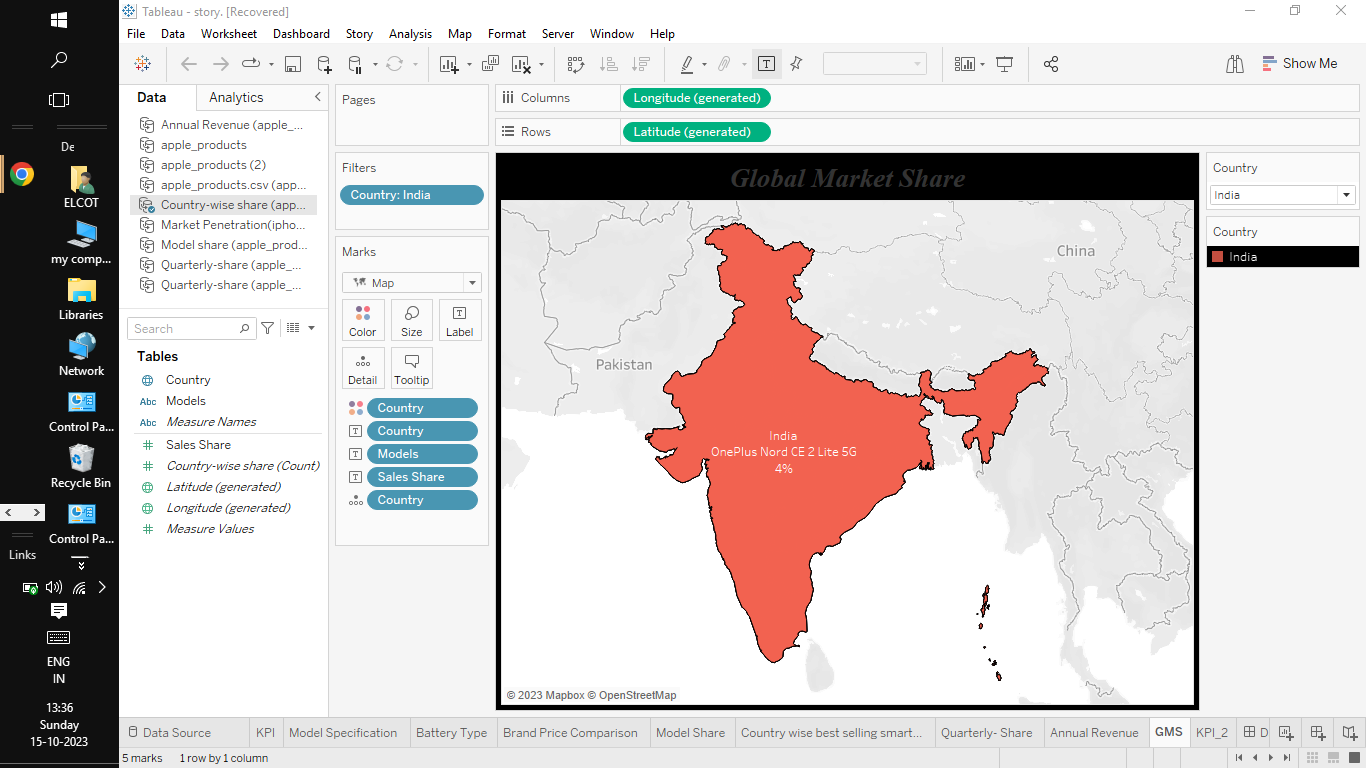 Tableau - story. [Recovered]
File Data Worksheet Dashboard Story Analysis Map Format Server Window Help
Show Me
De
ELCOT
my comp...
Libraries
Network
Control Pa...
Recycle Bin
Control Pa...
Links
ENG
IN
13:36
Sunday
15-10-2023
Data Analytics
Annual Revenue (apple_...
apple_products
apple_products (2)
apple_products.csv (app...
Country-wise share (app...
Market Penetration(ipho...
Model share (apple_prod...
Quarterly-share (apple_...
Quarterly-share (apple_...
Search
Tables
Country
Abc Models
Abc Measure Names
Sales Share
Country-wise share (Count)
Latitude (generated)
Longitude (generated)
Measure Values
Pages
Filters
Country: India
Marks
Map
Color Size Label
Detail Tooltip
Country
Country
Models
Sales Share
Country
Columns Longitude (generated)
Rows Latitude (generated)
Global Market Share
China
Pakistan
India
OnePlus Nord CE 2 Lite 5G
4%
© 2023 Mapbox © OpenStreetMap
Country
India
Country
India
Data Source KPI Model Specification Battery Type Brand Price Comparison Model Share Country wise best selling smart... Quarterly- Share Annual Revenue GMS KPI_2 D
5 marks 1 row by 1 column